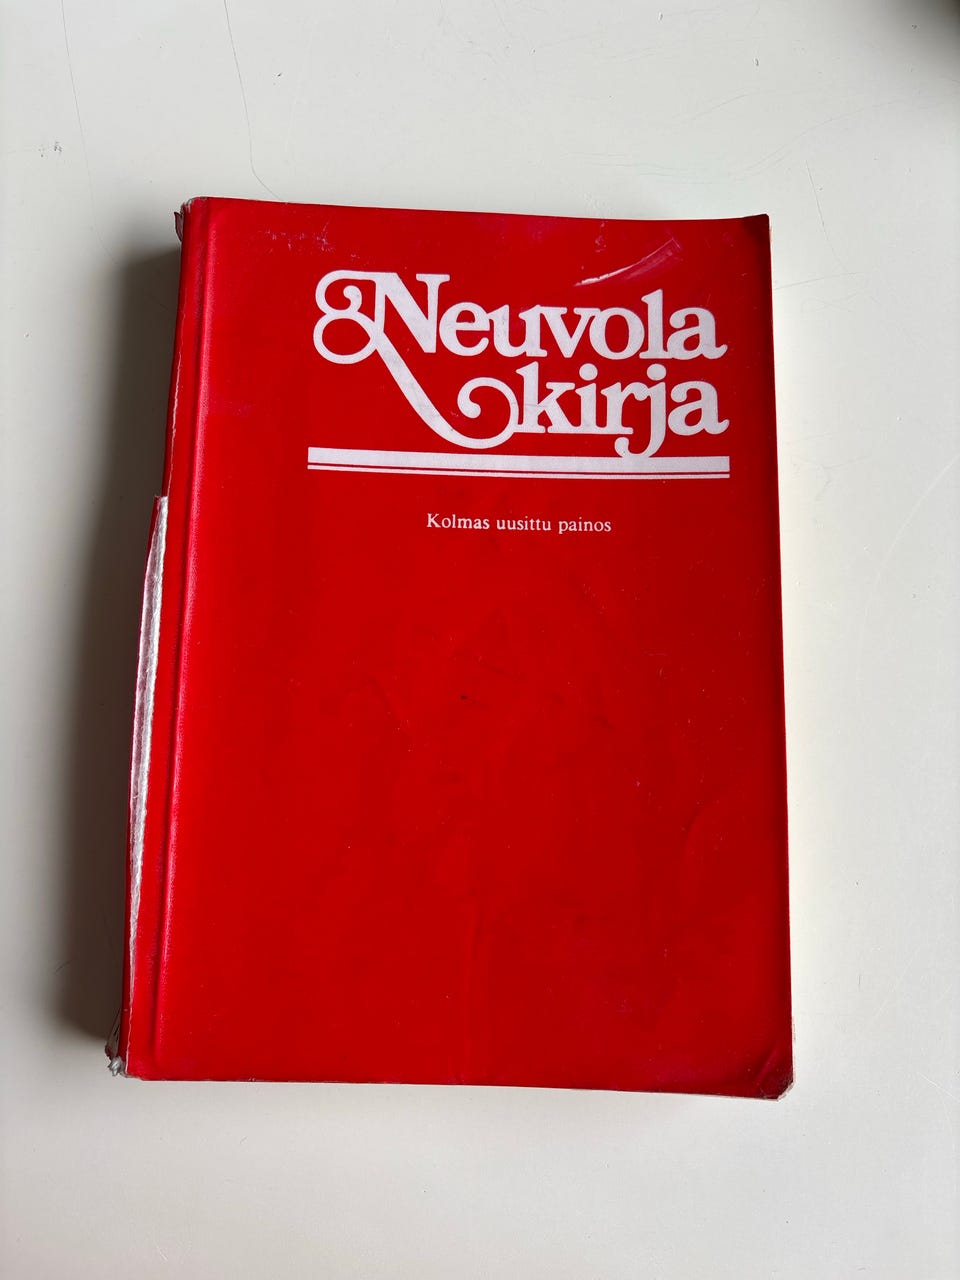 Neuvola
kirja
Kolmas uusittu painos